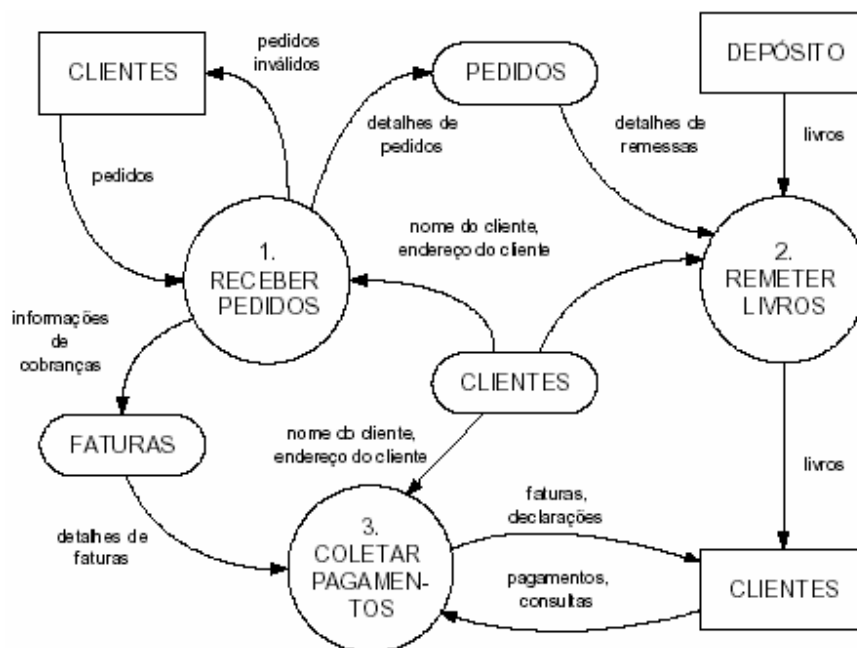 CLIENTES
pedidos
inválidos
PEDIDOS
DEPÓSITO
detalhes de
pedidos
detalhes de
remessas
livros
pedidos
nome do cliente,
endereço do cliente
1.
RECEBER
PEDIDOS
2.
REMETER
LIVROS
informações
de
cobranças
CLIENTES
FATURAS
nome do cliente,
endereço do cliente
livros
faturas,
declarações
detalhes de
faturas
3.
COLETAR
PAGAMEN-
TOS
pagamentos,
consultas
CLIENTES